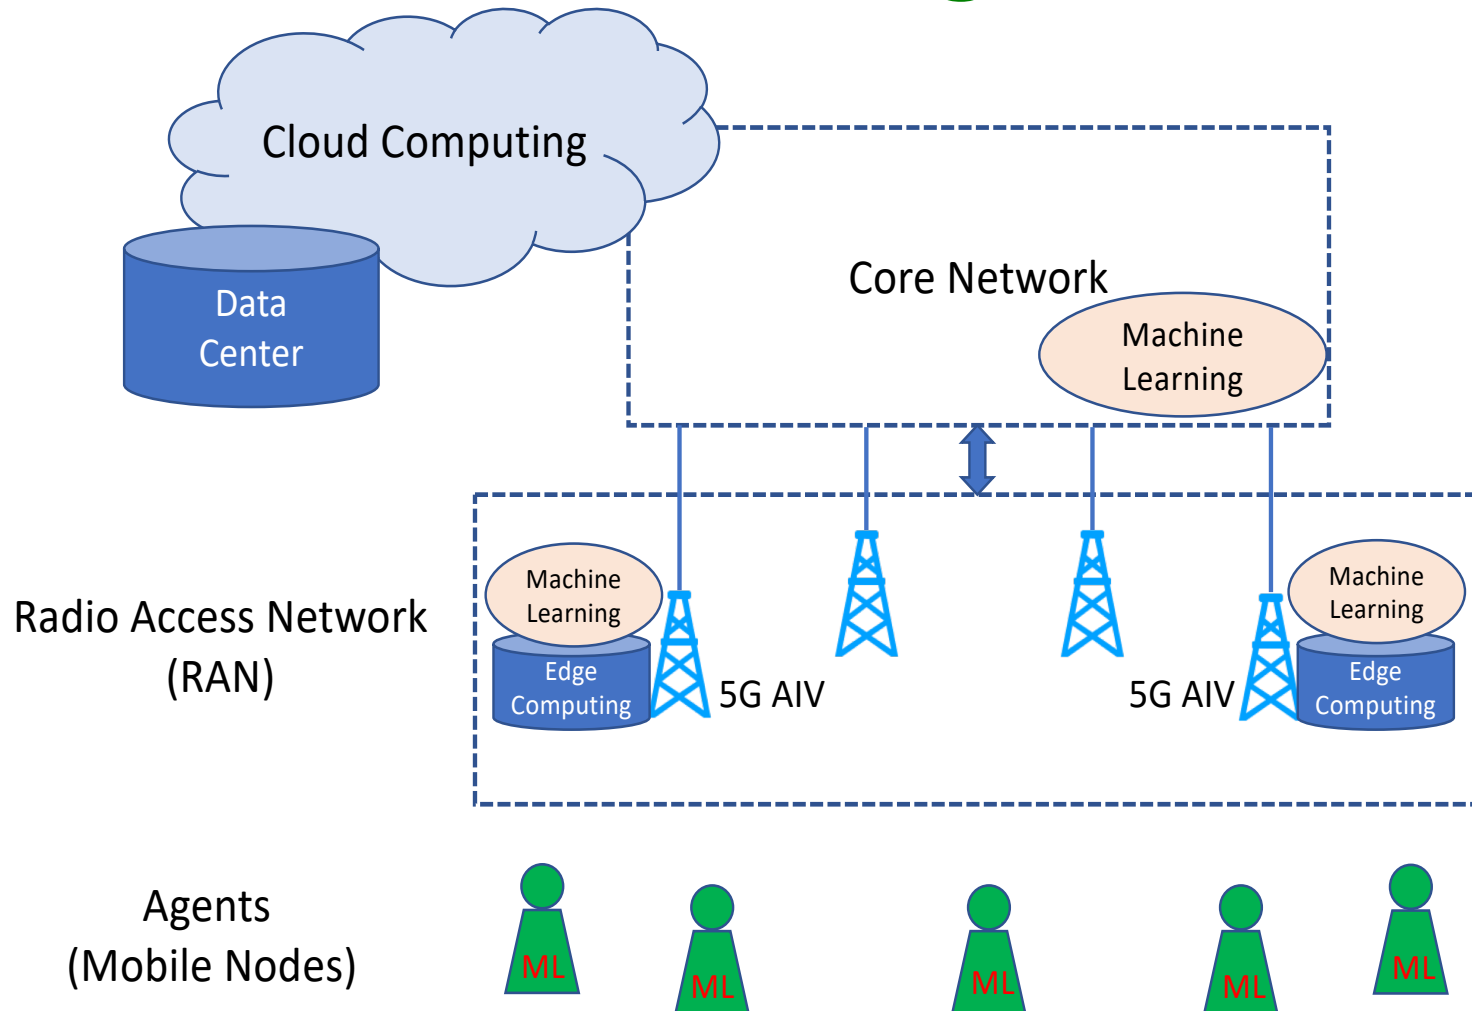 Cloud Computing
Data
Center
Core Network
Machine
Learning
Radio Access Network
(RAN)
Machine
Learning
Edge
Computing
5G AIV
5G AIV
Machine
Learning
Edge
Computing
Agents
(Mobile Nodes)
ML
ML
ML
ML
ML